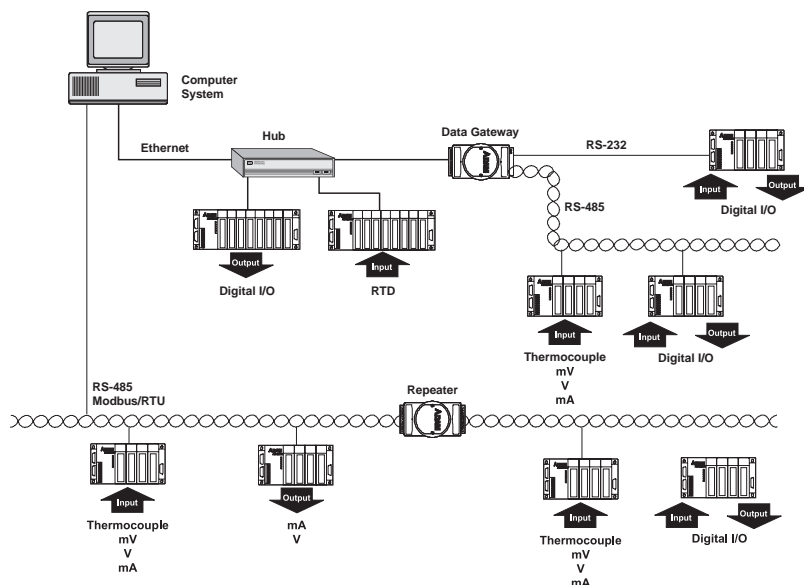 Computer
System
Ethernet
Hub
Data Gateway
RS-232
Input
Output
Digital I/O
RS-485
Output
Digital I/O
Input
RTD
Input
Thermocouple
mV
V
mA
Input
Output
Digital I/O
RS-485
Modbus/RTU
Repeater
Input
Thermocouple
mV
V
mA
Output
mA
V
Input
Thermocouple
mV
V
mA
Input
Output
Digital I/O